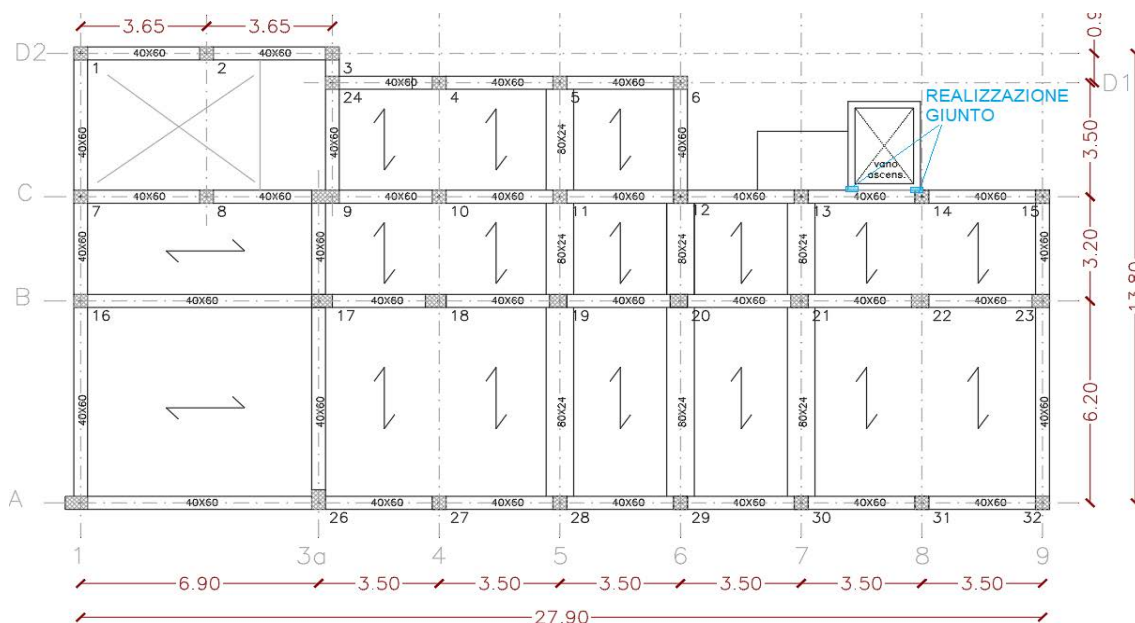 3.65 3.65
D2 40X60 40X60 0.9
1 2 3 D1
24 40X60 4 40X60 5 40X60 6
REALIZZAZIONE
GIUNTO
40X60 40X60 80X24 40X60 3.50
vano
ascens.
C 40X60 40X60 40X60 40X60 40X60 40X60 40X60 40X60
7 8 9 10 11 12 13 14 15
40X60 40X60 80X24 80X24 80X24 40X60 3.20 13.80
B 40X60 40X60 40X60 40X60 40X60 40X60 40X60
16 17 18 19 20 21 22 23
40X60 40X60 80X24 80X24 80X24 40X60 6.20
A 40X60 40X60 40X60 40X60 40X60 40X60 40X60
26 27 28 29 30 31 32
1 3a 4 5 6 7 8 9
6.90 3.50 3.50 3.50 3.50 3.50 3.50
27.90